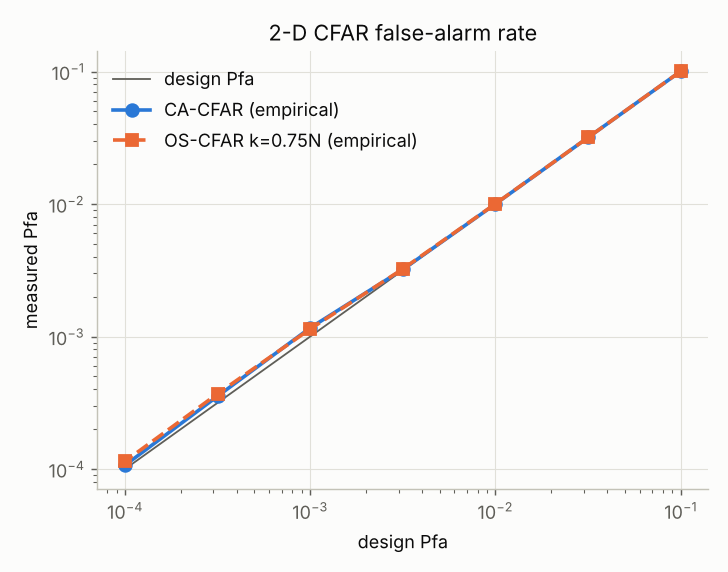 2-D CFAR false-alarm rate
design Pfa
CA-CFAR (empirical)
OS-CFAR k=0.75N (empirical)
measured Pfa
10⁻¹
10⁻²
10⁻³
10⁻⁴
10⁻⁴
10⁻³
10⁻²
10⁻¹
design Pfa